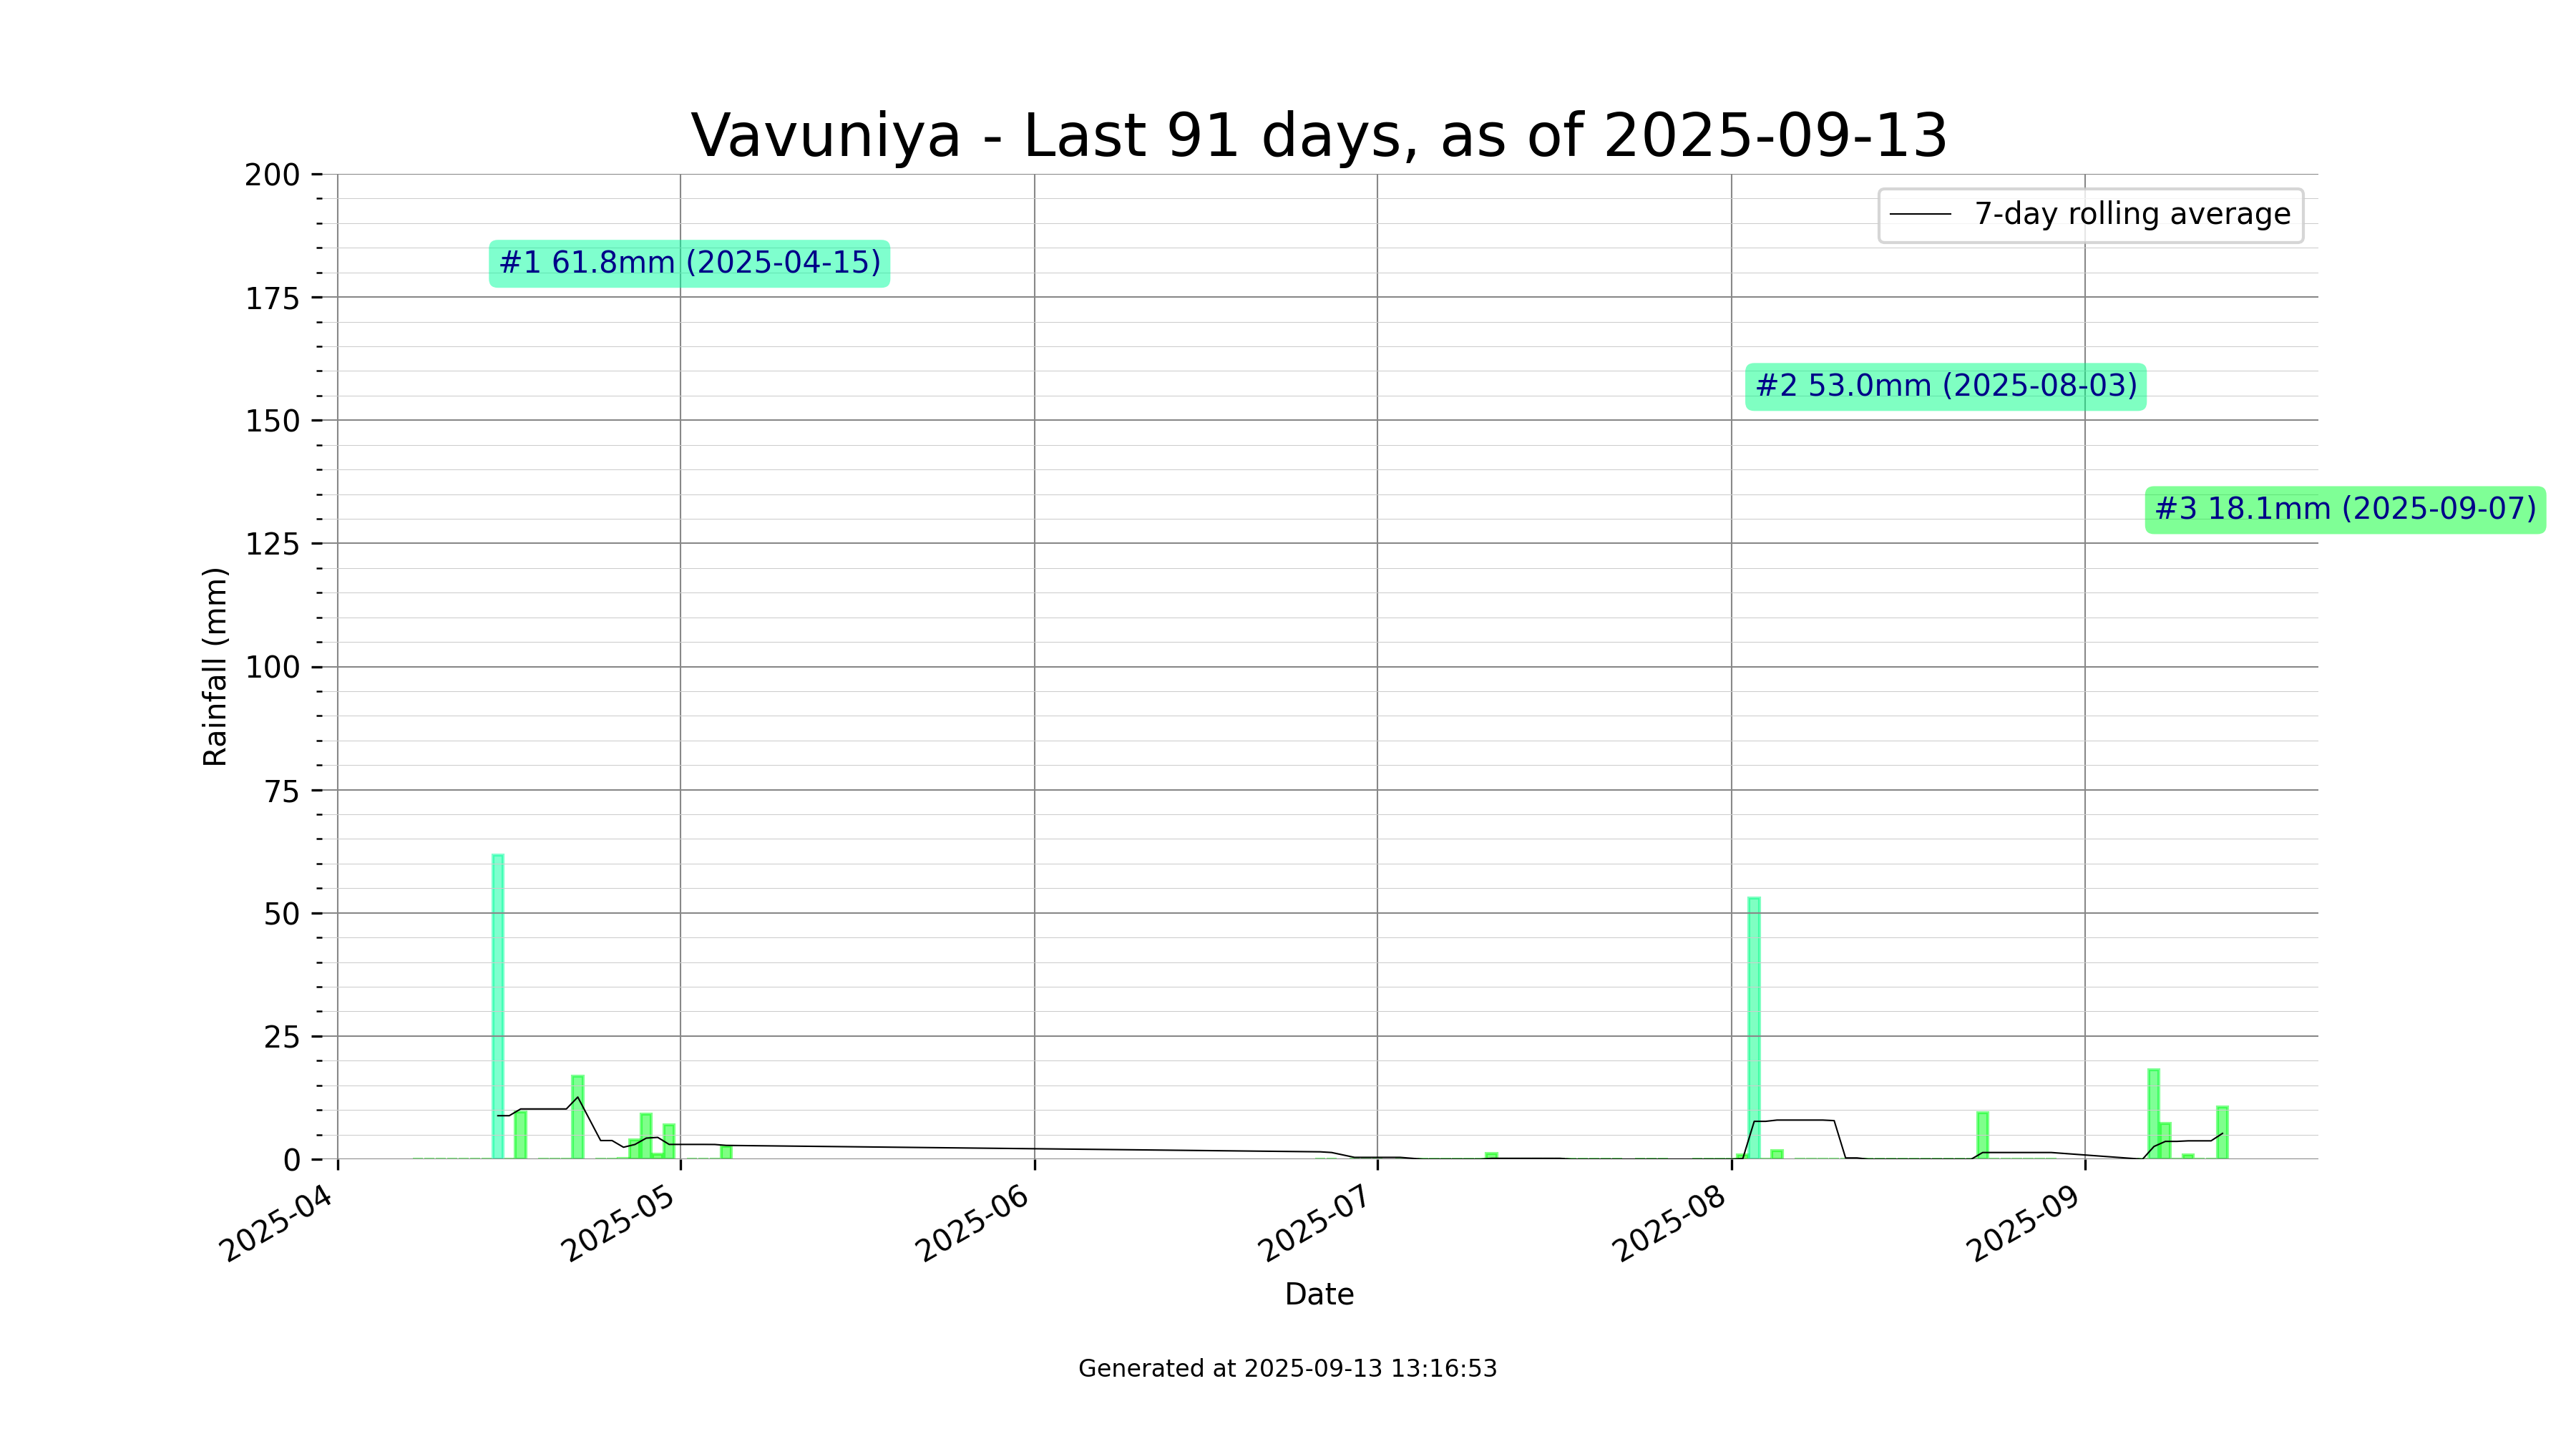 Vavuniya - Last 91 days, as of 2025-09-13
200
175
150
125
100
75
50
25
0
Rainfall (mm)
7-day rolling average
#1 61.8mm (2025-04-15)
#2 53.0mm (2025-08-03)
#3 18.1mm (2025-09-07)
2025-04
2025-05
2025-06
2025-07
2025-08
2025-09
Date
Generated at 2025-09-13 13:16:53